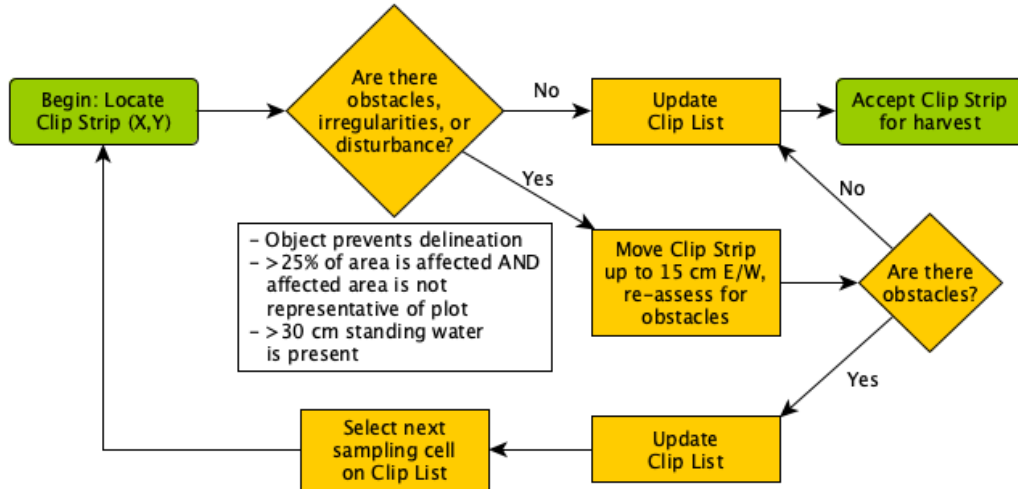 Begin: Locate
Clip Strip (X,Y)
Are there
obstacles,
irregularities, or
disturbance?
No
Update
Clip List
Accept Clip Strip
for harvest
Yes
– Object prevents delineation
– >25% of area is affected AND
affected area is not
representative of plot
– >30 cm standing water
is present
Move Clip Strip
up to 15 cm E/W,
re-assess for
obstacles
No
Are there
obstacles?
Yes
Update
Clip List
Select next
sampling cell
on Clip List